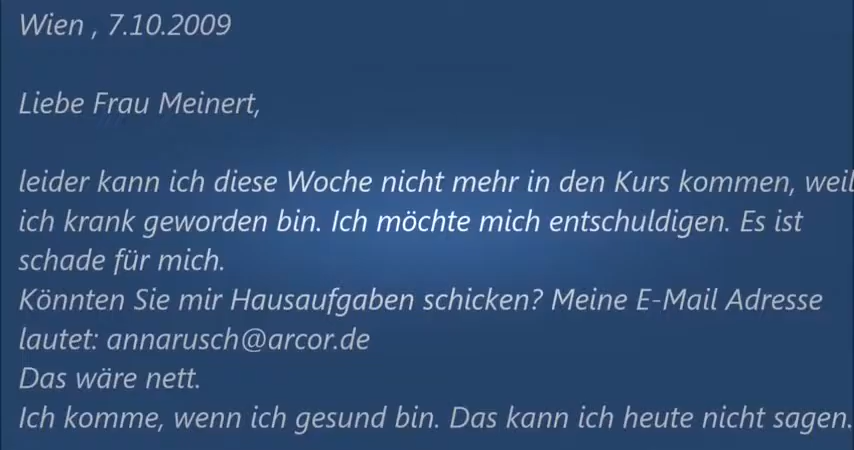 Wien , 7.10.2009
Liebe Frau Meinert,
leider kann ich diese Woche nicht mehr in den Kurs kommen, weil
ich krank geworden bin. Ich möchte mich entschuldigen. Es ist
schade für mich.
Könnten Sie mir Hausaufgaben schicken? Meine E-Mail Adresse
lautet: annarusch@arcor.de
Das wäre nett.
Ich komme, wenn ich gesund bin. Das kann ich heute nicht sagen.